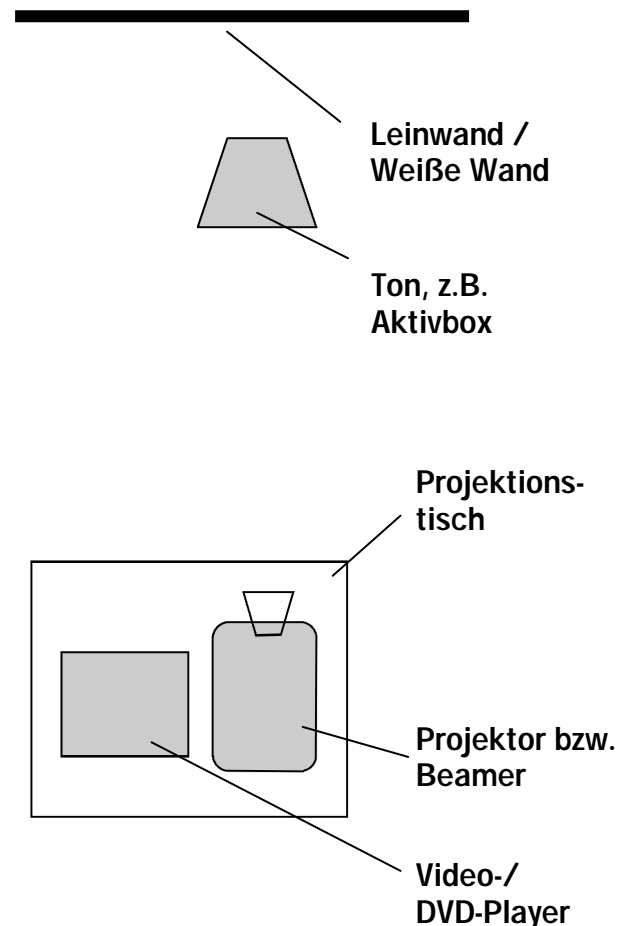 Leinwand /
Weiße Wand
Ton, z.B.
Aktivbox
Projektions-
tisch
Projektor bzw.
Beamer
Video-/
DVD-Player